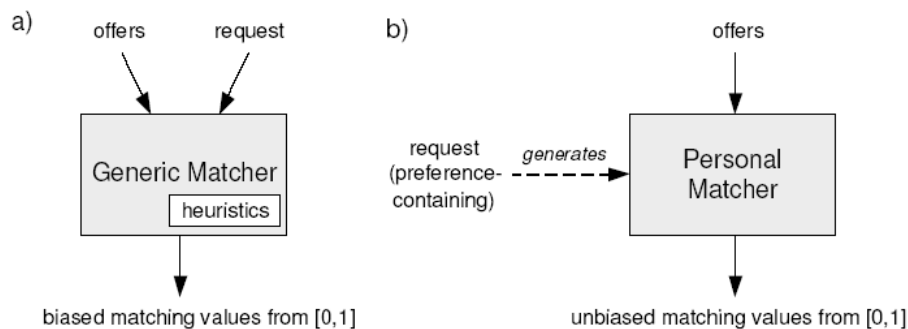 a)
offers
request
Generic Matcher
heuristics
biased matching values from [0,1]
b)
offers
request
(preference-
containing)
generates
Personal
Matcher
unbiased matching values from [0,1]